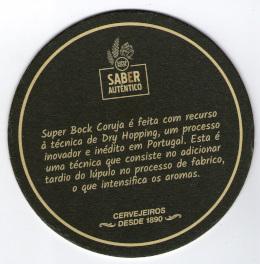 SABER
AUTÊNTICO
Super Bock Coruja é feita com recurso
à técnica de Dry Hopping, um processo
inovador e inédito em Portugal. Esta é
uma técnica que consiste no adicionar
tardio do lúpulo no processo de fabrico,
o que intensifica os aromas.
CERVEJEIROS
DESDE 1890